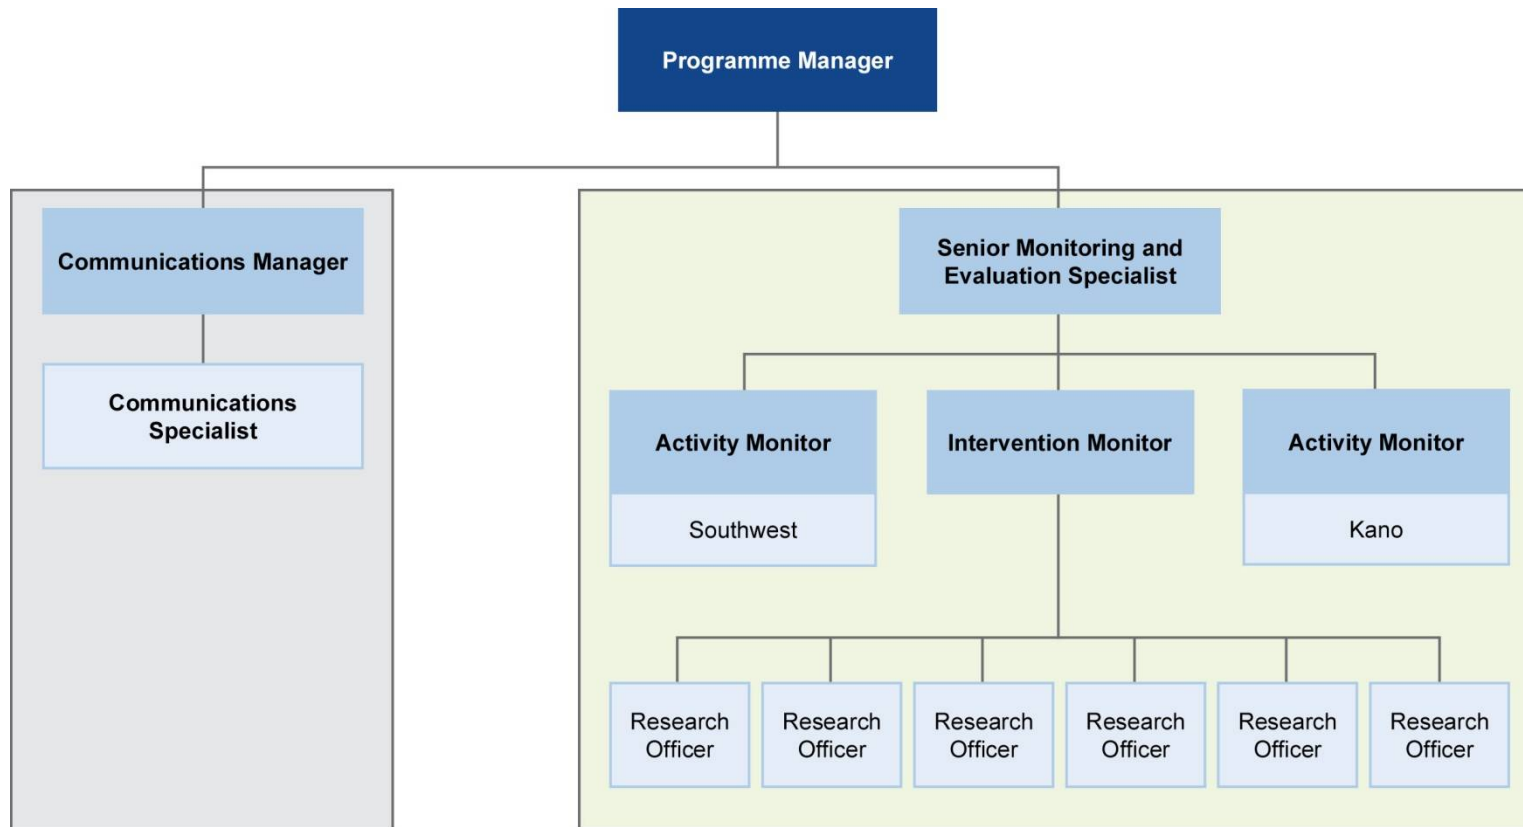 Programme Manager
Communications Manager
Communications
Specialist
Senior Monitoring and
Evaluation Specialist
Activity Monitor
Southwest
Intervention Monitor
Activity Monitor
Kano
Research
Officer
Research
Officer
Research
Officer
Research
Officer
Research
Officer
Research
Officer